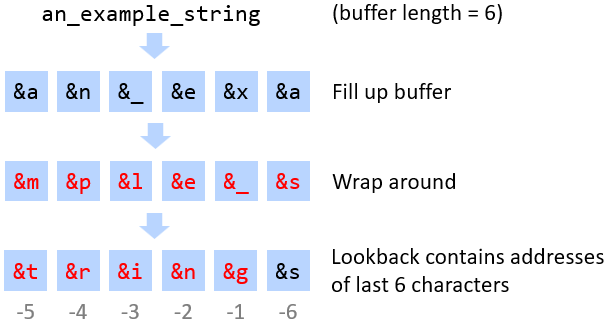 an_example_string (buffer length = 6)
&a &n &_ &e &x &a Fill up buffer
&m &p &l &e &_ &s Wrap around
&t &r &i &n &g &s Lookback contains addresses
of last 6 characters
-5 -4 -3 -2 -1 -6